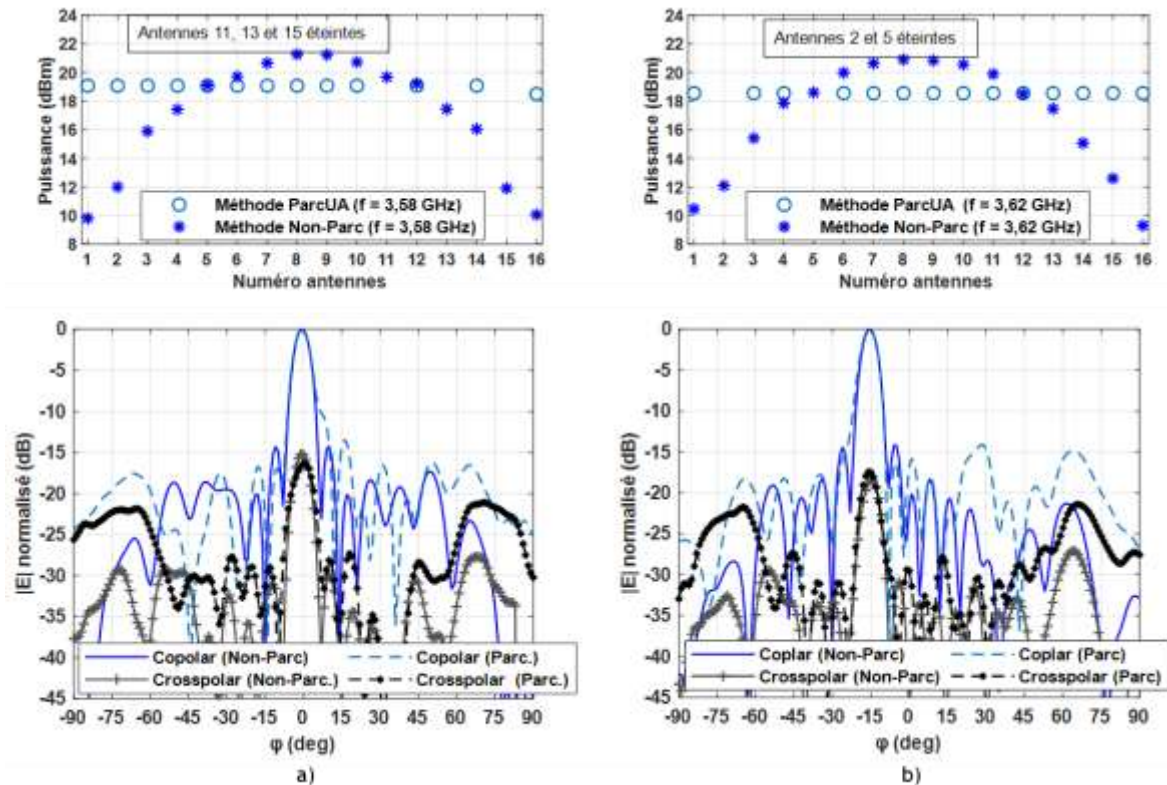 Antennes 11, 13 et 15 éteintes
Puissance (dBm)
24
22
20
18
16
14
12
10
8
Méthode ParcUA (f = 3,58 GHz)
Méthode Non-Parc (f = 3,58 GHz)
1 2 3 4 5 6 7 8 9 10 11 12 13 14 15 16
Numéro antennes
Antennes 2 et 5 éteintes
Puissance (dBm)
24
22
20
18
16
14
12
10
8
Méthode ParcUA (f = 3,62 GHz)
Méthode Non-Parc (f = 3,62 GHz)
1 2 3 4 5 6 7 8 9 10 11 12 13 14 15 16
Numéro antennes
|E| normalisé (dB)
0
-5
-10
-15
-20
-25
-30
-35
-40
-45
Copolar (Non-Parc) Copolar (Parc.)
Crosspolar (Non-Parc.) Crosspolar (Parc.)
-90 -75 -60 -45 -30 -15 0 15 30 45 60 75 90
φ (deg)
a)
|E| normalisé (dB)
0
-5
-10
-15
-20
-25
-30
-35
-40
-45
Coplar (Non-Parc) Coplar (Parc)
Crosspolar (Non-Parc) Crosspolar (Parc)
-90 -75 -60 -45 -30 -15 0 15 30 45 60 75 90
φ (deg)
b)